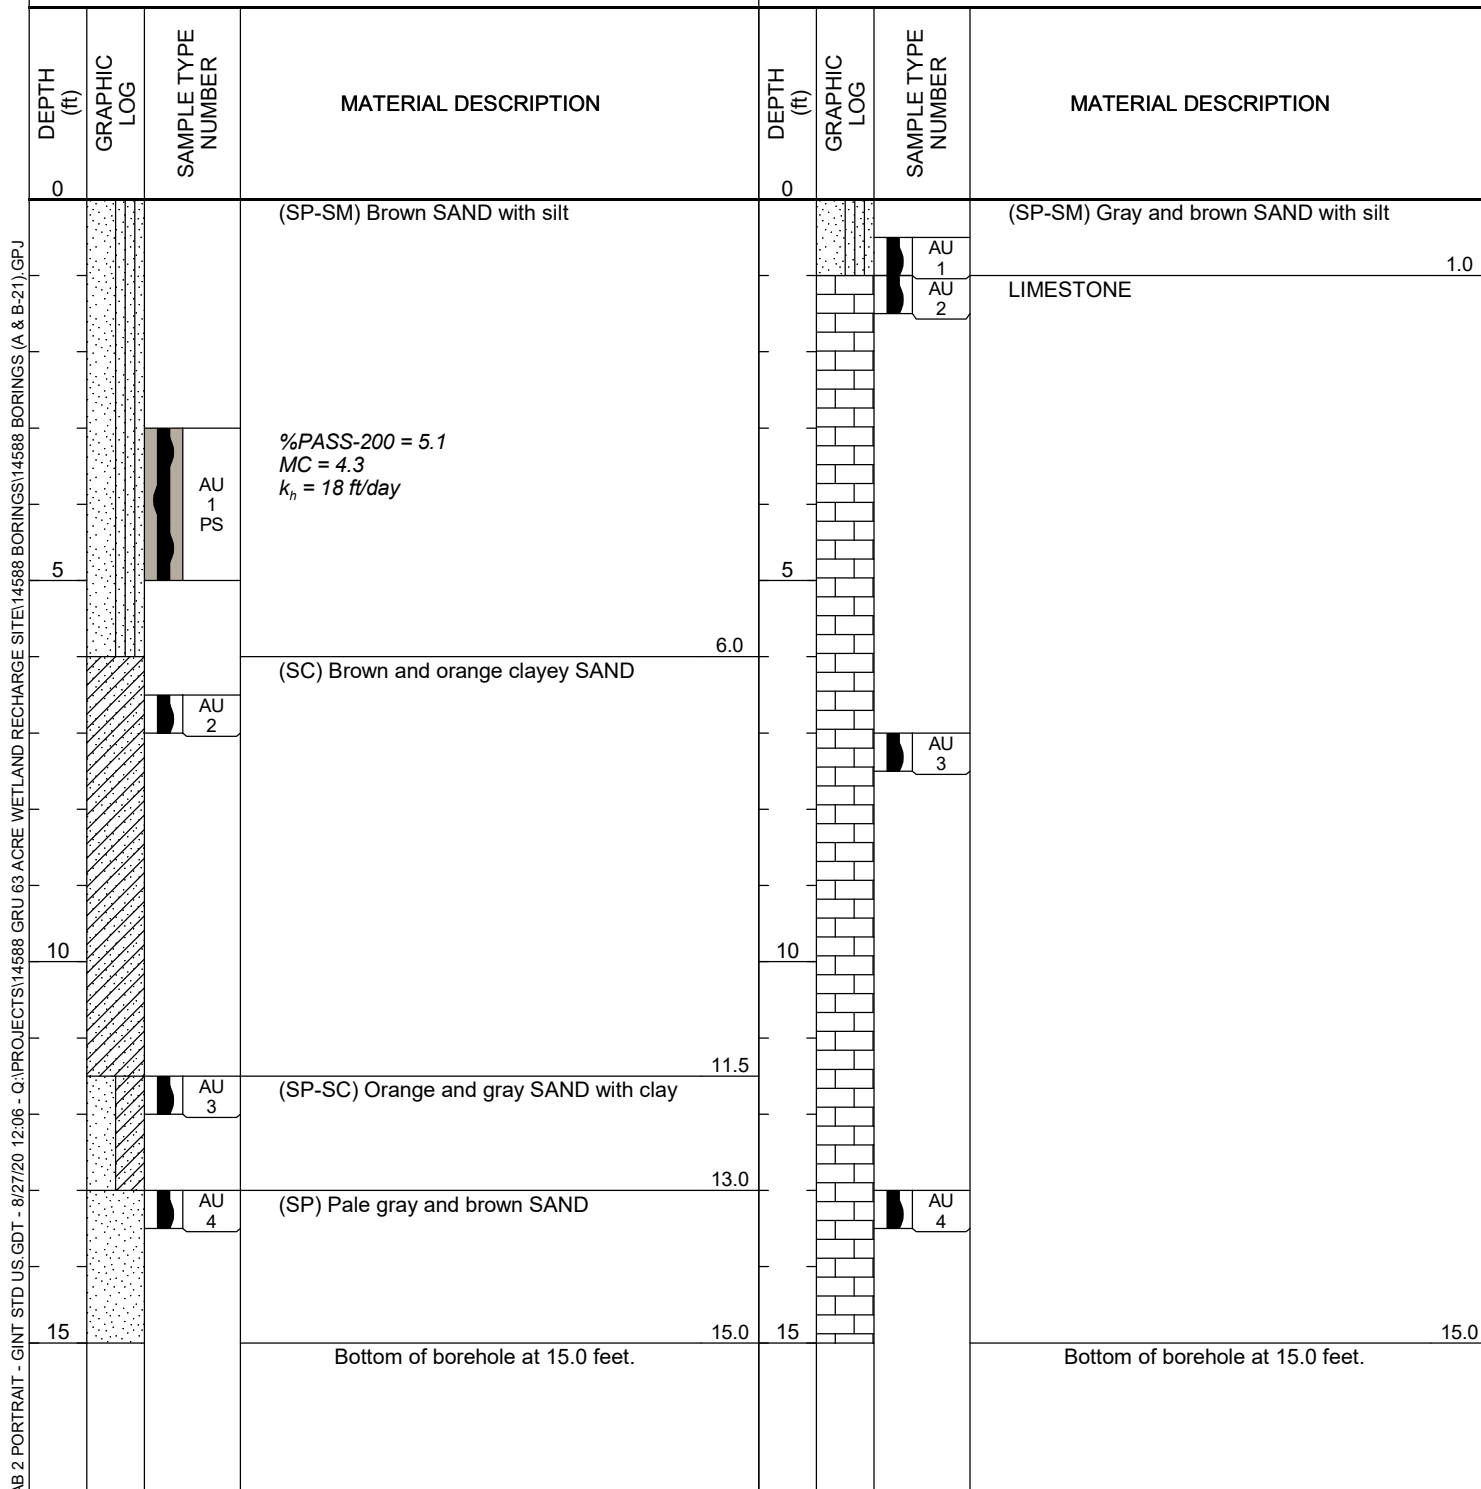 DEPTH
(ft)
GRAPHIC
LOG
SAMPLE TYPE
NUMBER
MATERIAL DESCRIPTION
0
(SP-SM) Brown SAND with silt
%PASS-200 = 5.1
MC = 4.3
kh = 18 ft/day
AU
1
PS
5
6.0
(SC) Brown and orange clayey SAND
AU
2
10
11.5
AU
3
(SP-SC) Orange and gray SAND with clay
13.0
AU
4
(SP) Pale gray and brown SAND
15
15.0
Bottom of borehole at 15.0 feet.
DEPTH
(ft)
GRAPHIC
LOG
SAMPLE TYPE
NUMBER
MATERIAL DESCRIPTION
0
(SP-SM) Gray and brown SAND with silt
AU
1
1.0
AU
2
LIMESTONE
5
AU
3
10
AU
4
15
15.0
Bottom of borehole at 15.0 feet.
AB 2 PORTRAIT - GINT STD US.GDT - 8/27/20 12:06 - Q:\PROJECTS\14588 GRU 63 ACRE WETLAND RECHARGE SITE\14588 BORINGS\14588 BORINGS (A & B-21).GPJ